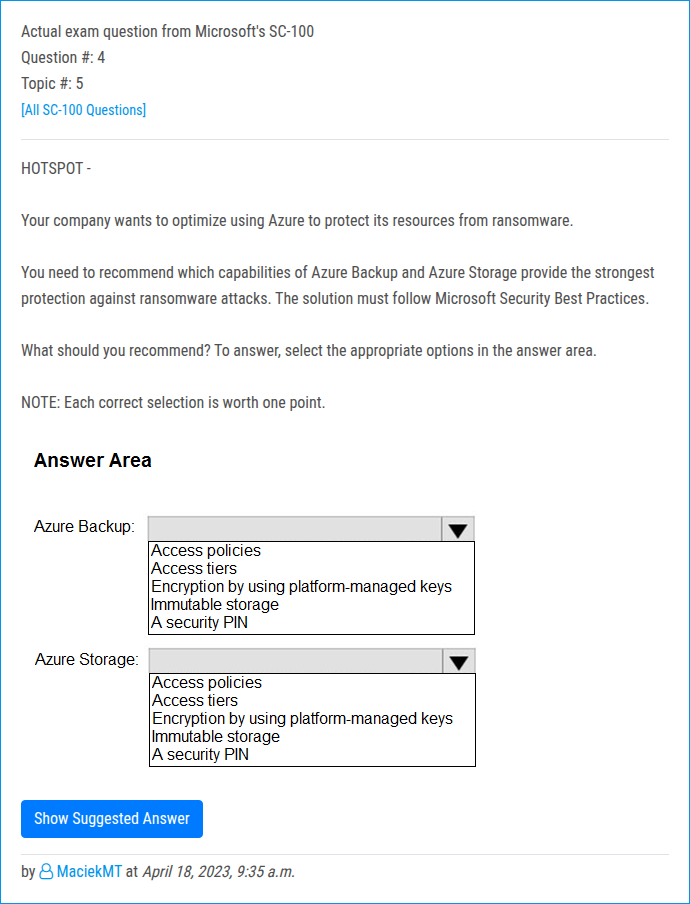 Actual exam question from Microsoft's SC-100
Question #: 4
Topic #: 5
[All SC-100 Questions]
HOTSPOT -
Your company wants to optimize using Azure to protect its resources from ransomware.
You need to recommend which capabilities of Azure Backup and Azure Storage provide the strongest
protection against ransomware attacks. The solution must follow Microsoft Security Best Practices.
What should you recommend? To answer, select the appropriate options in the answer area.
NOTE: Each correct selection is worth one point.
Answer Area
Azure Backup:
Access policies
Access tiers
Encryption by using platform-managed keys
Immutable storage
A security PIN
Azure Storage:
Access policies
Access tiers
Encryption by using platform-managed keys
Immutable storage
A security PIN
Show Suggested Answer
by MaciekMT at April 18, 2023, 9:35 a.m.